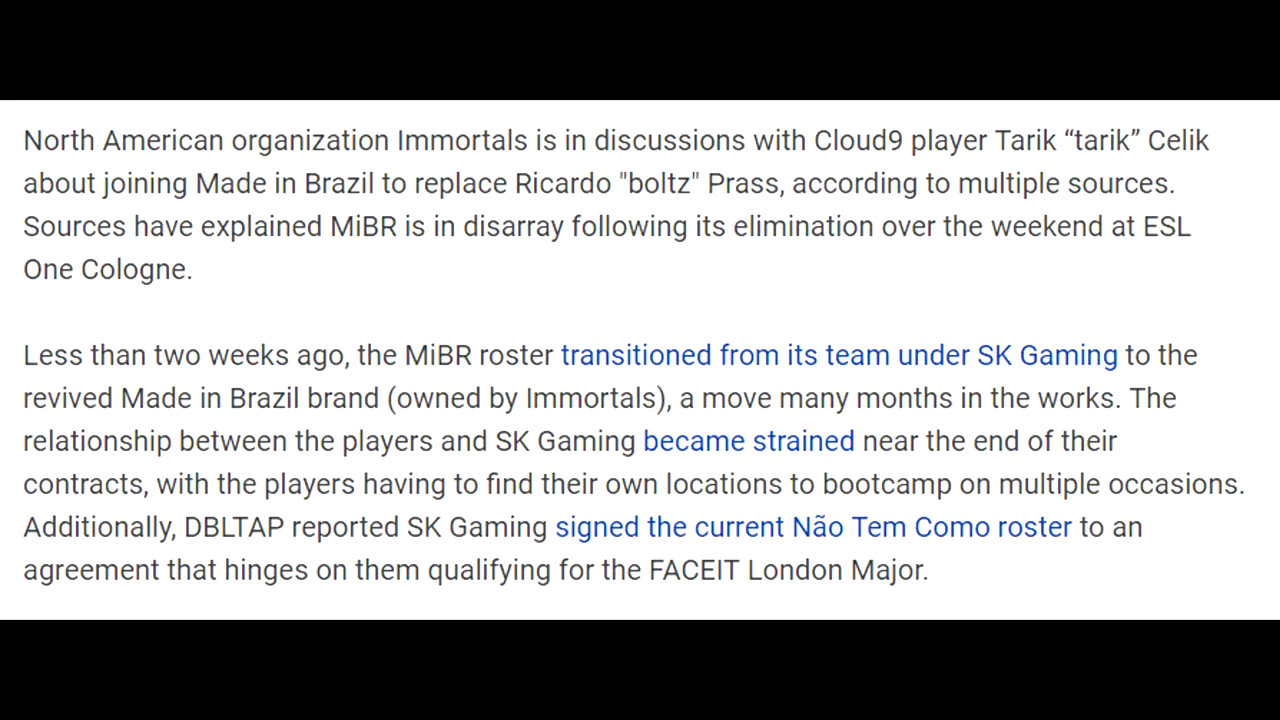 North American organization Immortals is in discussions with Cloud9 player Tarik “tarik” Celik
about joining Made in Brazil to replace Ricardo "boltz" Prass, according to multiple sources.
Sources have explained MiBR is in disarray following its elimination over the weekend at ESL
One Cologne.
Less than two weeks ago, the MiBR roster transitioned from its team under SK Gaming to the
revived Made in Brazil brand (owned by Immortals), a move many months in the works. The
relationship between the players and SK Gaming became strained near the end of their
contracts, with the players having to find their own locations to bootcamp on multiple occasions.
Additionally, DBLTAP reported SK Gaming signed the current Não Tem Como roster to an
agreement that hinges on them qualifying for the FACEIT London Major.